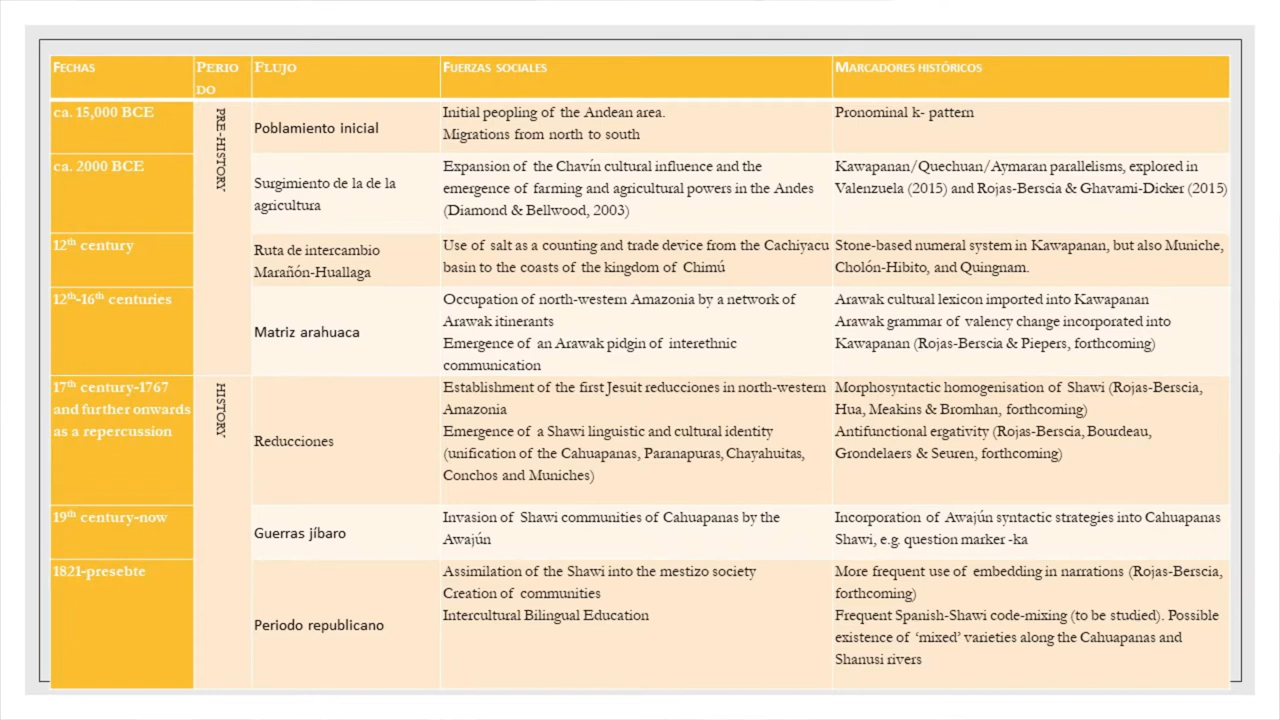 FECHAS
PERIO
DO
FLUJO
FUERZAS SOCIALES
MARCADORES HISTÓRICOS
ca. 15,000 BCE
PRE-HISTORY
Poblamiento inicial
Initial peopling of the Andean area.
Migrations from north to south
Pronominal k- pattern
ca. 2000 BCE
Surgimiento de la de la
agricultura
Expansion of the Chavín cultural influence and the
emergence of farming and agricultural powers in the Andes
(Diamond & Bellwood, 2003)
Kawapanan/Quechuan/Aymaran parallelisms, explored in
Valenzuela (2015) and Rojas-Berscia & Ghavami-Dicker (2015)
12th century
Ruta de intercambio
Marañón-Huallaga
Use of salt as a counting and trade device from the Cachiyacu
basin to the coasts of the kingdom of Chimú
Stone-based numeral system in Kawapanan, but also Muniche,
Cholón-Hibito, and Quingnam.
12th-16th centuries
Matriz arahuaca
Occupation of north-western Amazonia by a network of
Arawak itinerants
Emergence of an Arawak pidgin of interethnic
communication
Arawak cultural lexicon imported into Kawapanan
Arawak grammar of valency change incorporated into
Kawapanan (Rojas-Berscia & Piepers, forthcoming)
17th century-1767
and further onwards
as a repercussion
HISTORY
Reducciones
Establishment of the first Jesuit reducciones in north-western
Amazonia
Emergence of a Shawi linguistic and cultural identity
(unification of the Cahuapanas, Paranapuras, Chayahuitas,
Conchos and Muniches)
Morphosyntactic homogenisation of Shawi (Rojas-Berscia,
Hua, Meakins & Bromhan, forthcoming)
Antifunctional ergativity (Rojas-Berscia, Bourdeau,
Grondelaers & Seuren, forthcoming)
19th century-now
Guerras jíbaro
Invasion of Shawi communities of Cahuapanas by the
Awajún
Incorporation of Awajún syntactic strategies into Cahuapanas
Shawi, e.g. question marker -ka
1821-presebte
Periodo republicano
Assimilation of the Shawi into the mestizo society
Creation of communities
Intercultural Bilingual Education
More frequent use of embedding in narrations (Rojas-Berscia,
forthcoming)
Frequent Spanish-Shawi code-mixing (to be studied). Possible
existence of ‘mixed’ varieties along the Cahuapanas and
Shanusi rivers